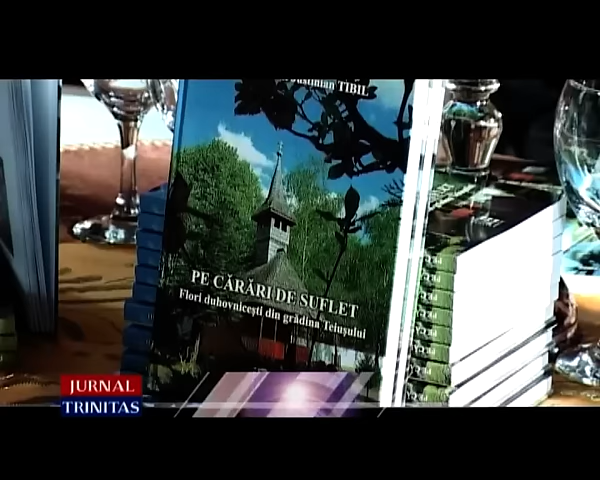 Justinian TIBIL
PE CĂRĂRI DE SUFLET
Flori duhovnicești din grădina Teiușului
JURNAL
TRINITAS